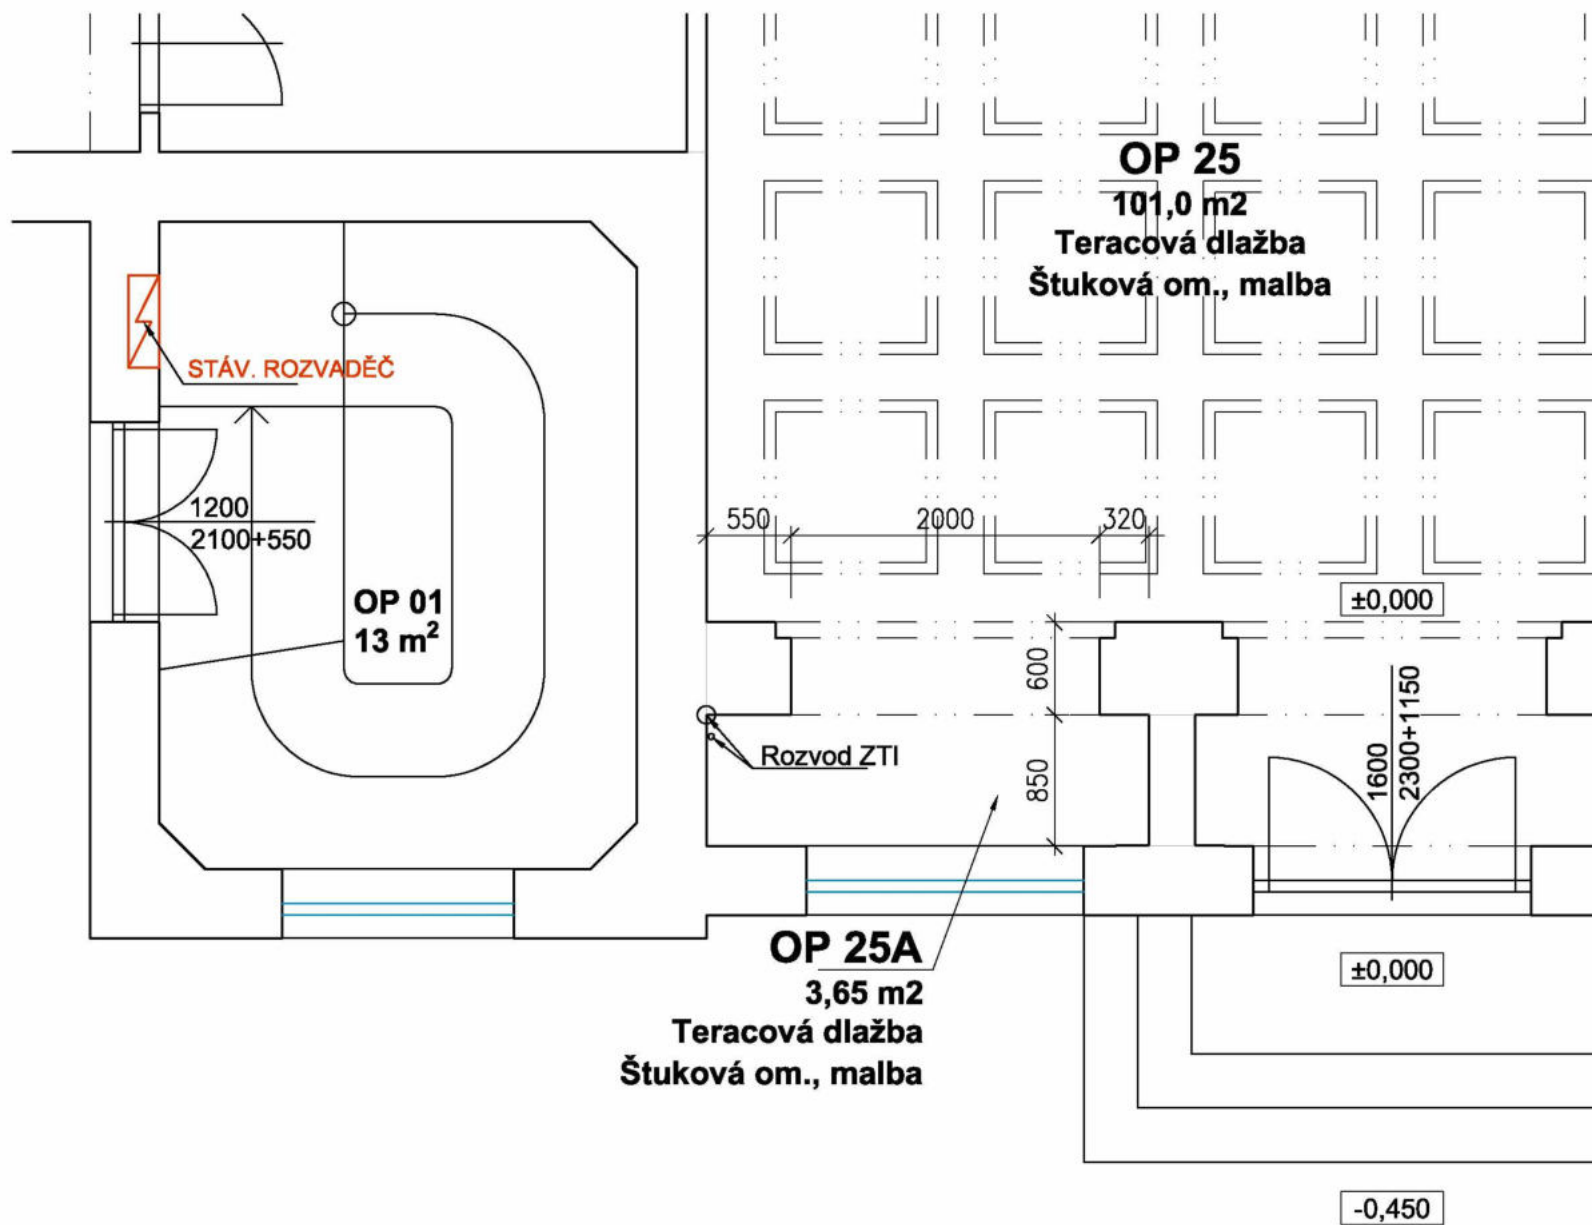 OP 25
101,0 m2
Teracová dlažba
Štuková om., malba
STÁV. ROZVADĚČ
1200
2100+550
OP 01
13 m²
550
2000
320
±0,000
600
850
1600
2300+1150
Rozvod ZTI
OP 25A
3,65 m2
Teracová dlažba
Štuková om., malba
±0,000
-0,450